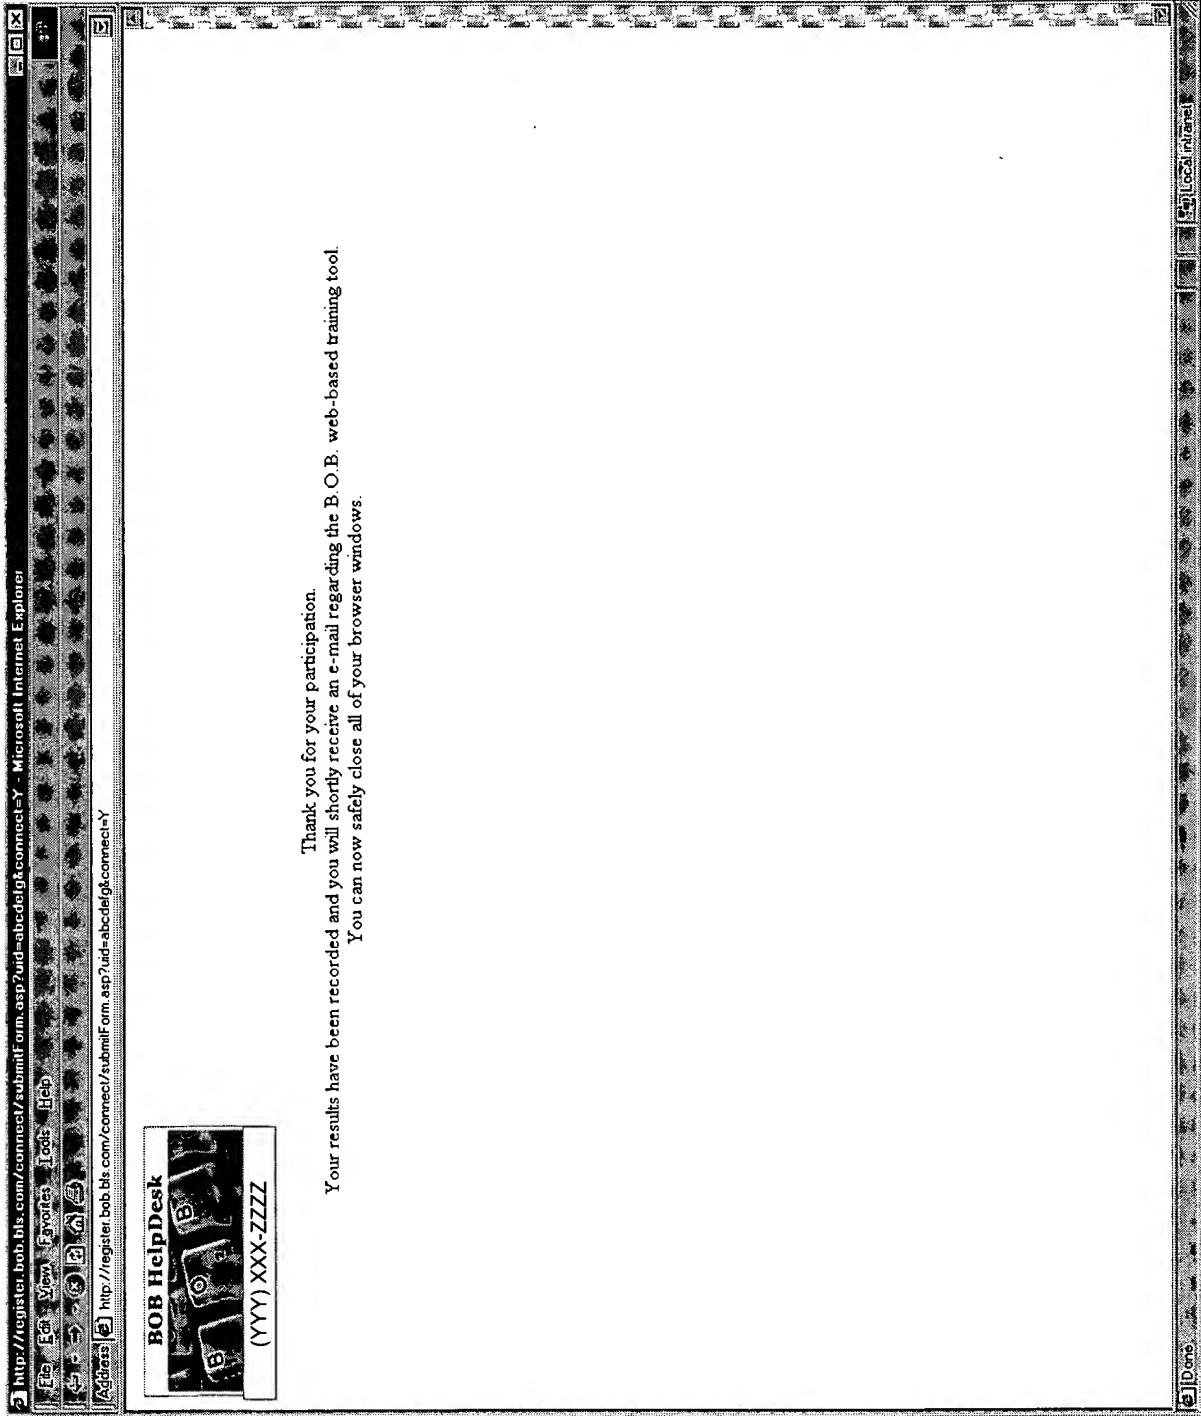 http://register.bob.bls.com/connect/submitForm.asp?uid=abcdefg&connect=Y - Microsoft Internet Explorer
File Edit View Favorites Tools Help
Address http://register.bob.bls.com/connect/submitForm.asp?uid=abcdefg&connect=Y
BOB HelpDesk
B O B
(YYY) XXX-ZZZZ
Thank you for your participation.
Your results have been recorded and you will shortly receive an e-mail regarding the B.O.B. web-based training tool.
You can now safely close all of your browser windows.
Done Local intranet